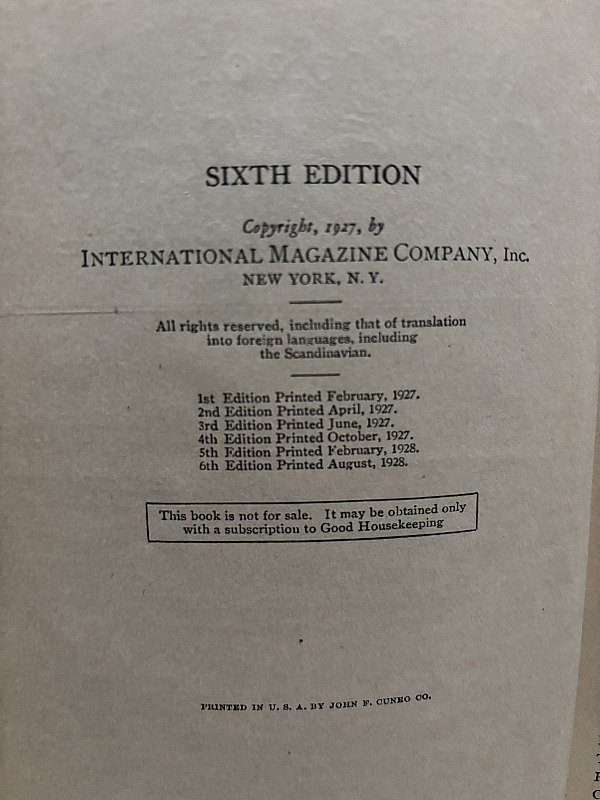 SIXTH EDITION
Copyright, 1927, by
INTERNATIONAL MAGAZINE COMPANY, Inc.
NEW YORK, N. Y.
All rights reserved, including that of translation
into foreign languages, including
the Scandinavian.
1st Edition Printed February, 1927.
2nd Edition Printed April, 1927.
3rd Edition Printed June, 1927.
4th Edition Printed October, 1927.
5th Edition Printed February, 1928.
6th Edition Printed August, 1928.
This book is not for sale. It may be obtained only
with a subscription to Good Housekeeping
PRINTED IN U. S. A. BY JOHN F. CUNEO CO.